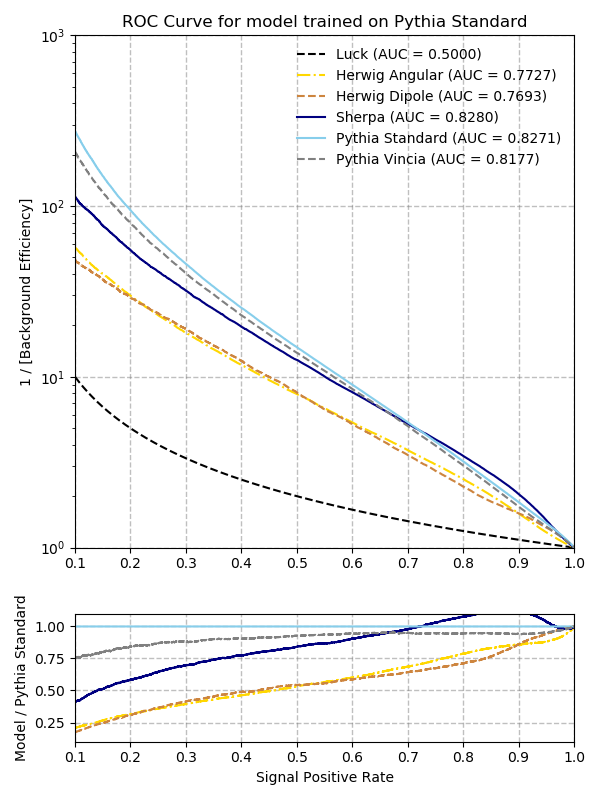 ROC Curve for model trained on Pythia Standard
10³
10²
10¹
10⁰
1 / [Background Efficiency]
Luck (AUC = 0.5000)
Herwig Angular (AUC = 0.7727)
Herwig Dipole (AUC = 0.7693)
Sherpa (AUC = 0.8280)
Pythia Standard (AUC = 0.8271)
Pythia Vincia (AUC = 0.8177)
0.1 0.2 0.3 0.4 0.5 0.6 0.7 0.8 0.9 1.0
1.00
0.75
0.50
0.25
Model / Pythia Standard
0.1 0.2 0.3 0.4 0.5 0.6 0.7 0.8 0.9 1.0
Signal Positive Rate